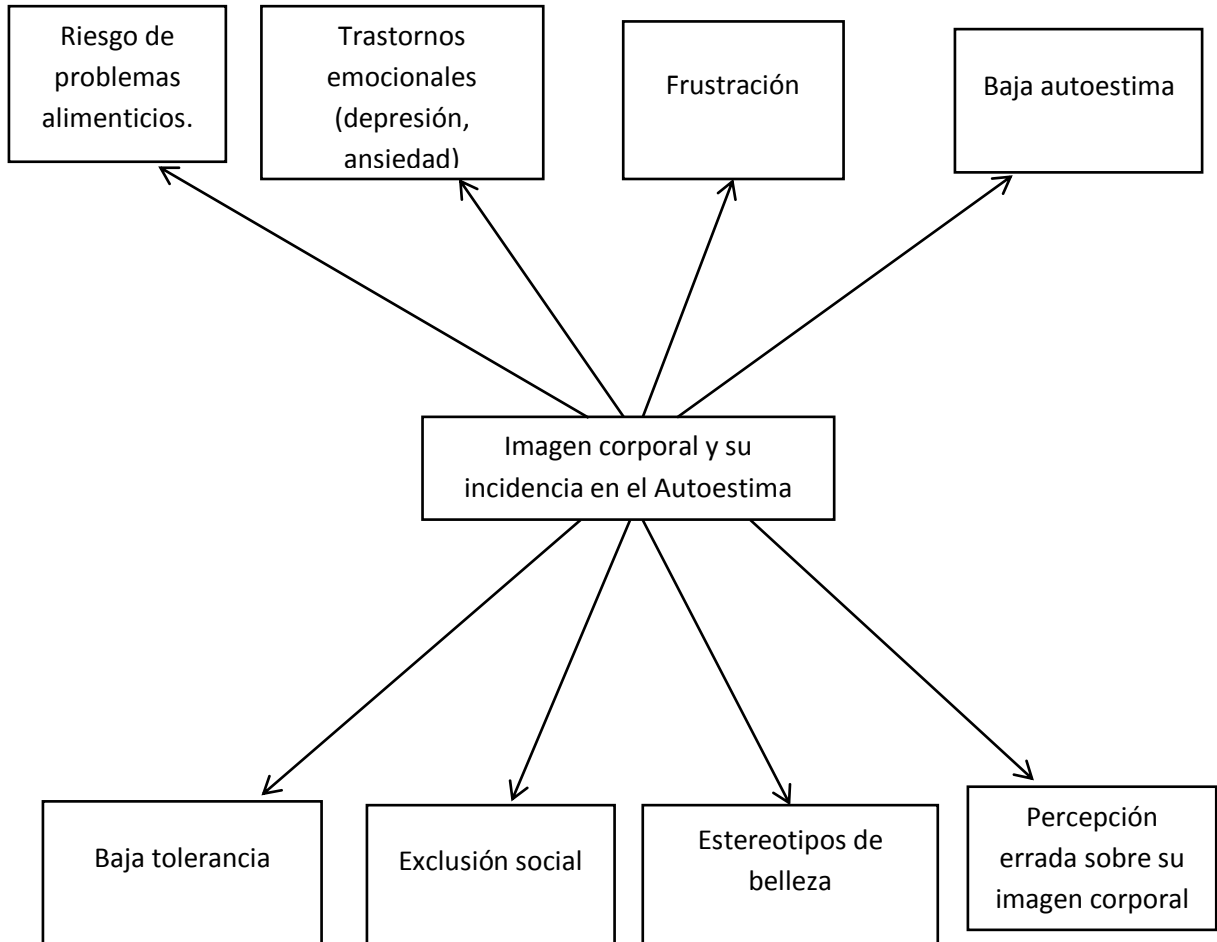 Riesgo de
problemas
alimenticios.
Trastornos
emocionales
(depresión,
ansiedad)
Frustración
Baja autoestima
Imagen corporal y su
incidencia en el Autoestima
Baja tolerancia
Exclusión social
Estereotipos de
belleza
Percepción
errada sobre su
imagen corporal